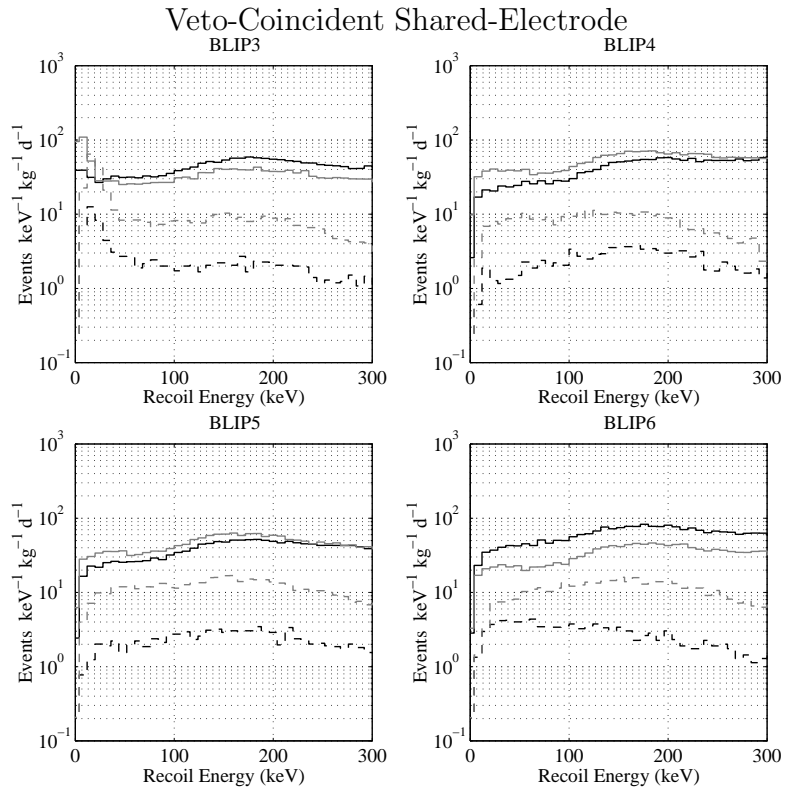 Veto-Coincident Shared-Electrode
BLIP3
10³
10²
10¹
10⁰
10⁻¹
Events keV⁻¹ kg⁻¹ d⁻¹
0 100 200 300
Recoil Energy (keV)
BLIP4
10³
10²
10¹
10⁰
10⁻¹
Events keV⁻¹ kg⁻¹ d⁻¹
0 100 200 300
Recoil Energy (keV)
BLIP5
10³
10²
10¹
10⁰
10⁻¹
Events keV⁻¹ kg⁻¹ d⁻¹
0 100 200 300
Recoil Energy (keV)
BLIP6
10³
10²
10¹
10⁰
10⁻¹
Events keV⁻¹ kg⁻¹ d⁻¹
0 100 200 300
Recoil Energy (keV)